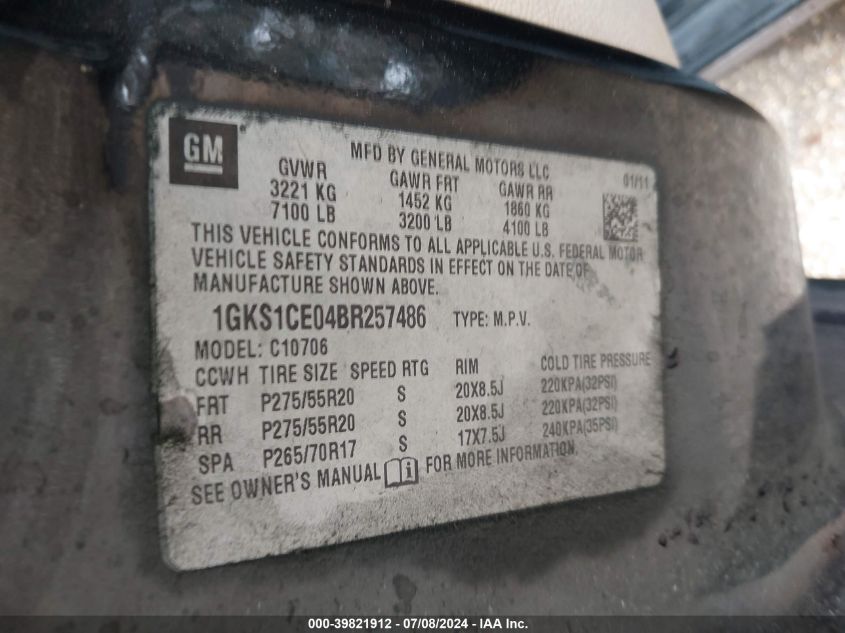 GM
MFD BY GENERAL MOTORS LLC
GVWR GAWR FRT GAWR RR 01/11
3221 KG 1452 KG 1860 KG
7100 LB 3200 LB 4100 LB
THIS VEHICLE CONFORMS TO ALL APPLICABLE U.S. FEDERAL MOTOR
VEHICLE SAFETY STANDARDS IN EFFECT ON THE DATE OF
MANUFACTURE SHOWN ABOVE.
1GKS1CE04BR257486 TYPE: M.P.V.
MODEL: C10706
CCWH TIRE SIZE SPEED RTG RIM COLD TIRE PRESSURE
FRT P275/55R20 S 20X8.5J 220KPA(32PSI)
RR P275/55R20 S 20X8.5J 220KPA(32PSI)
SPA P265/70R17 S 17X7.5J 240KPA(35PSI)
SEE OWNER'S MANUAL i FOR MORE INFORMATION.
000-39821912 / 07/08/2024 - IAA Inc.